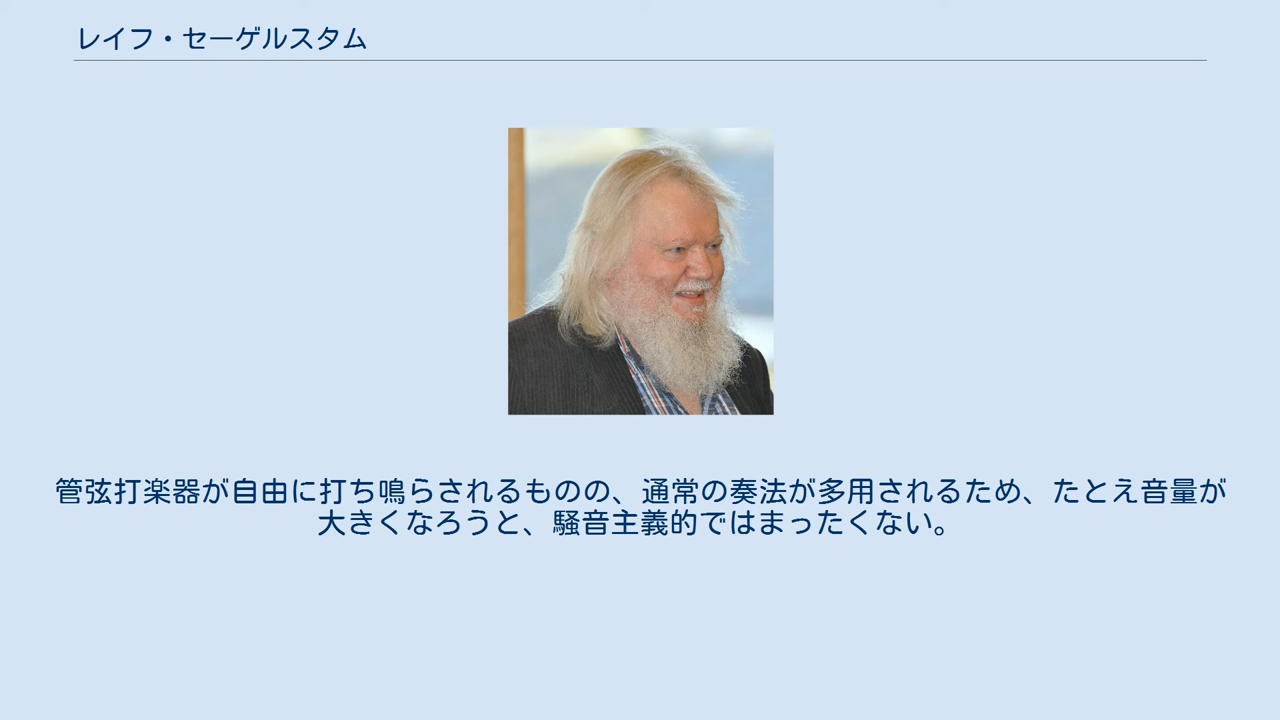 レイフ・セーゲルスタム
管弦打楽器が自由に打ち鳴らされるものの、通常の奏法が多用されるため、たとえ音量が
大きくなろうと、騒音主義的ではまったくない。